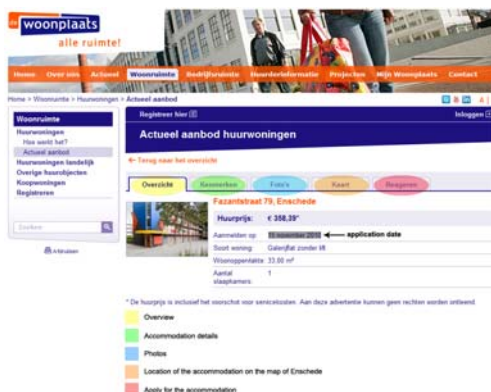 de woonplaats
alle ruimte!
Home Over ons Actueel Woonruimte Bedrijfsruimte Huurderinformatie Projecten Mijn Woonplaats Contact
Home > Woonruimte > Huurwoningen > Actueel aanbod
Woonruimte
Huurwoningen
Hoe werkt het?
Actueel aanbod
Huurwoningen landelijk
Overige huurobjecten
Koopwoningen
Registreren
Zoeken
Afdrukken
Registreer hier
Inloggen
Actueel aanbod huurwoningen
Terug naar het overzicht
Overzicht Kenmerken Foto's Kaart Reageren
Fazantstraat 79, Enschede
Huurprijs: € 358,39*
Aanmelden op: 15 november 2010 application date
Soort woning: Galerijflat zonder lift
Woonoppervlakte: 33.00 m²
Aantal slaapkamers: 1
* De huurprijs is inclusief het voorschot voor servicekosten. Aan deze advertentie kunnen geen rechten worden ontleend.
Overview
Accommodation details
Photos
Location of the accommodation on the map of Enschede
Apply for the accommodation